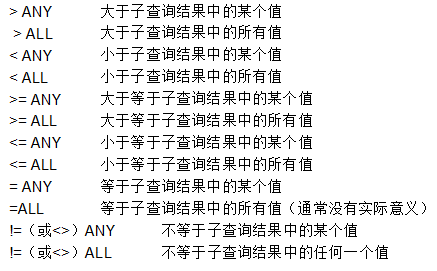 > ANY 大于子查询结果中的某个值
> ALL 大于子查询结果中的所有值
< ANY 小于子查询结果中的某个值
< ALL 小于子查询结果中的所有值
>= ANY 大于等于子查询结果中的某个值
>= ALL 大于等于子查询结果中的所有值
<= ANY 小于等于子查询结果中的某个值
<= ALL 小于等于子查询结果中的所有值
= ANY 等于子查询结果中的某个值
=ALL 等于子查询结果中的所有值（通常没有实际意义）
!=（或<>）ANY 不等于子查询结果中的某个值
!=（或<>）ALL 不等于子查询结果中的任何一个值